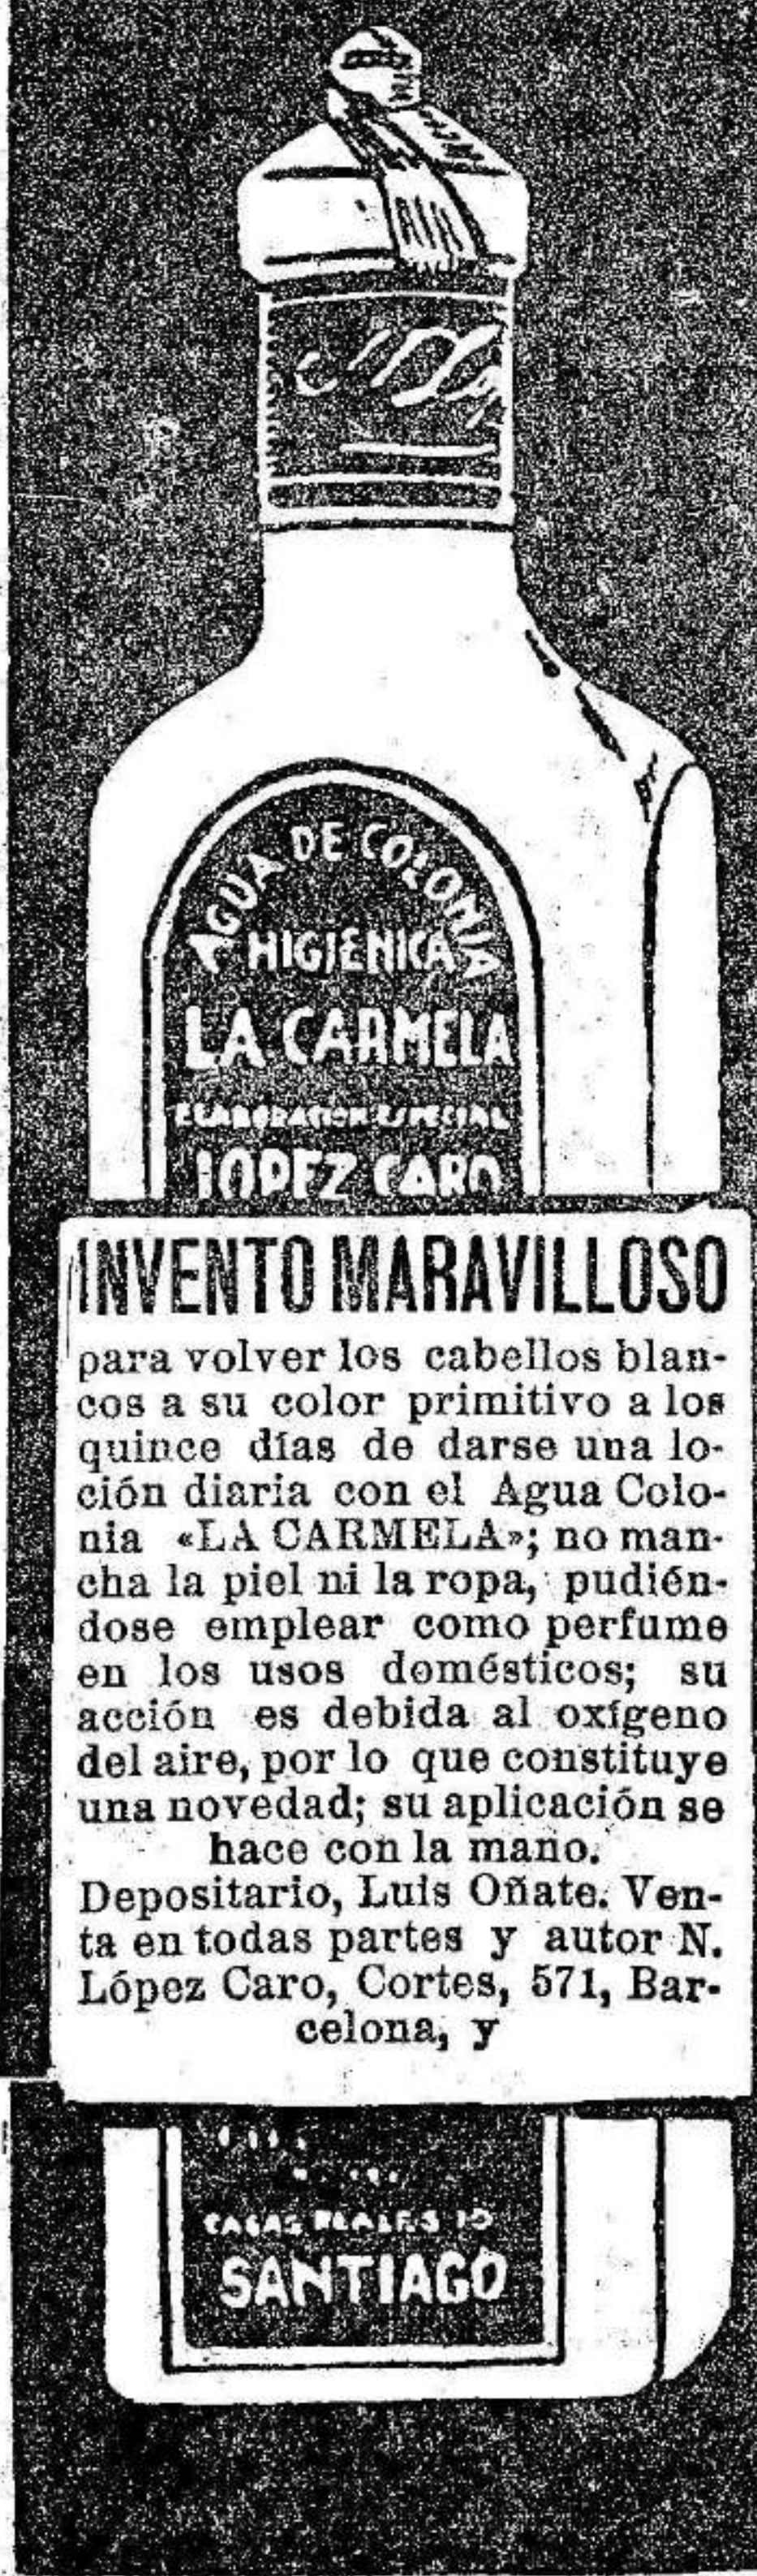 AGUA DE COLONIA
HIGIENICA
LA CARMELA
ELABORACION ESPECIAL
LOPEZ CARO
INVENTO MARAVILLOSO
para volver los cabellos blan-
cos a su color primitivo a los
quince días de darse una lo-
ción diaria con el Agua Colo-
nia «LA CARMELA»; no man-
cha la piel ni la ropa, pudién-
dose emplear como perfume
en los usos domésticos; su
acción es debida al oxígeno
del aire, por lo que constituye
una novedad; su aplicación se
hace con la mano.
Depositario, Luis Oñate. Ven-
ta en todas partes y autor N.
López Caro, Cortes, 571, Bar-
celona, y
CASAS REALES
SANTIAGO